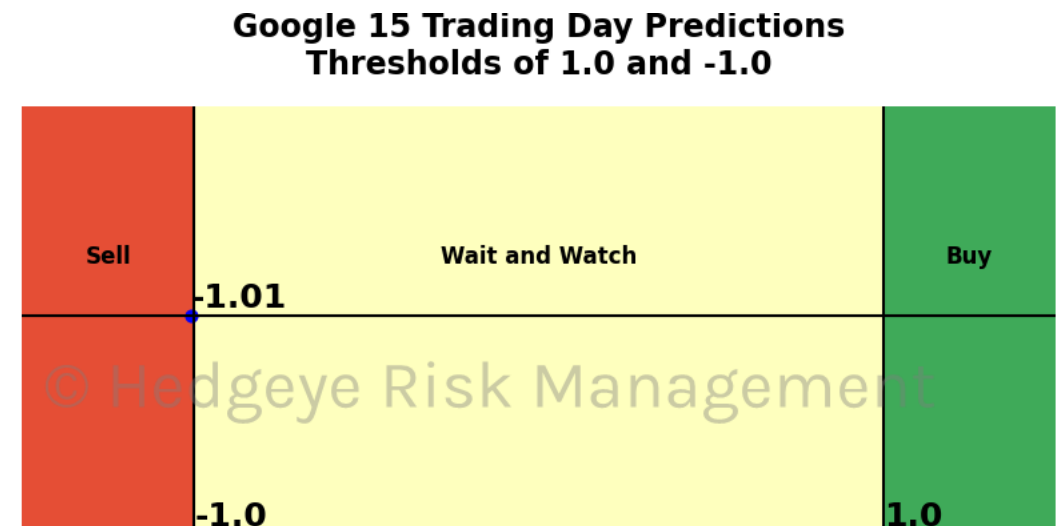 Google 15 Trading Day Predictions
Thresholds of 1.0 and -1.0
Sell Wait and Watch Buy
-1.01
© Hedgeye Risk Management
-1.0 1.0